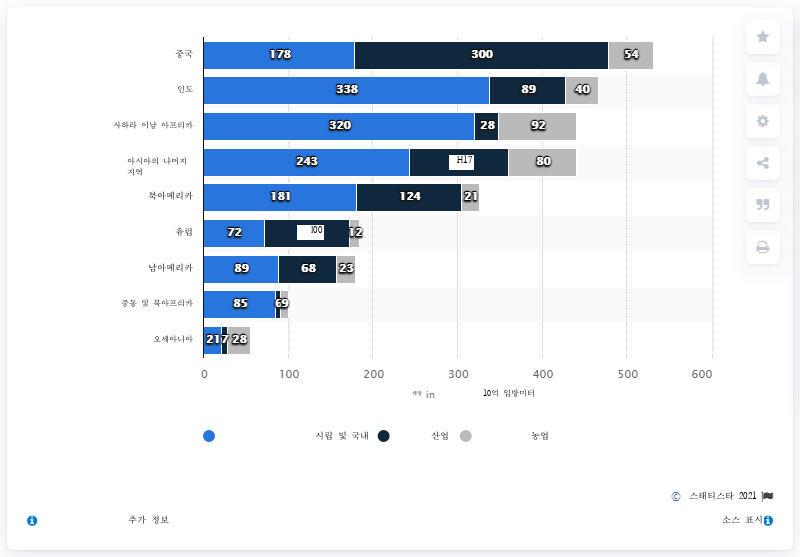 중국 178 300 54
인도 338 89 40
사하라 이남 아프리카 320 28 92
아시아의 나머지
지역 243 H17 80
북아메리카 181 124 21
유럽 72 100 12
남아메리카 89 68 23
중동 및 북아프리카 85 69
오세아니아 21 7 28
0 100 200 300 400 500 600
in 10억 입방미터
시립 및 국내 산업 농업
© 스태티스타 2021
추가 정보 소스 표시